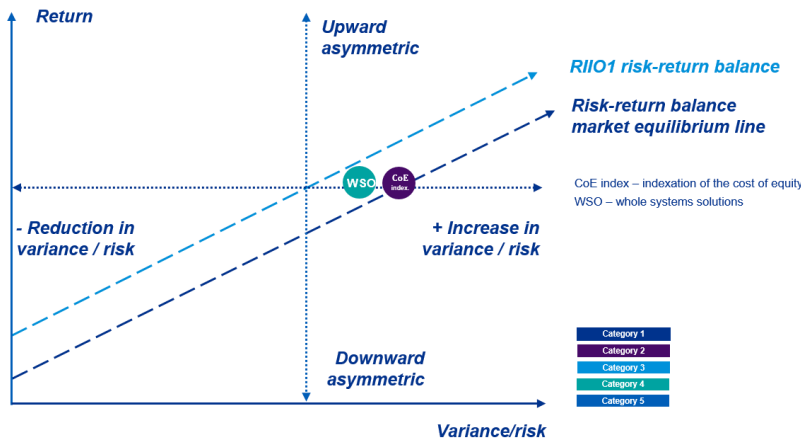 Return
Upward
asymmetric
RIIO1 risk-return balance
Risk-return balance
market equilibrium line
WSO
CoE
index.
CoE index – indexation of the cost of equity
WSO – whole systems solutions
- Reduction in
variance / risk
+ Increase in
variance / risk
Downward
asymmetric
Category 1
Category 2
Category 3
Category 4
Category 5
Variance/risk